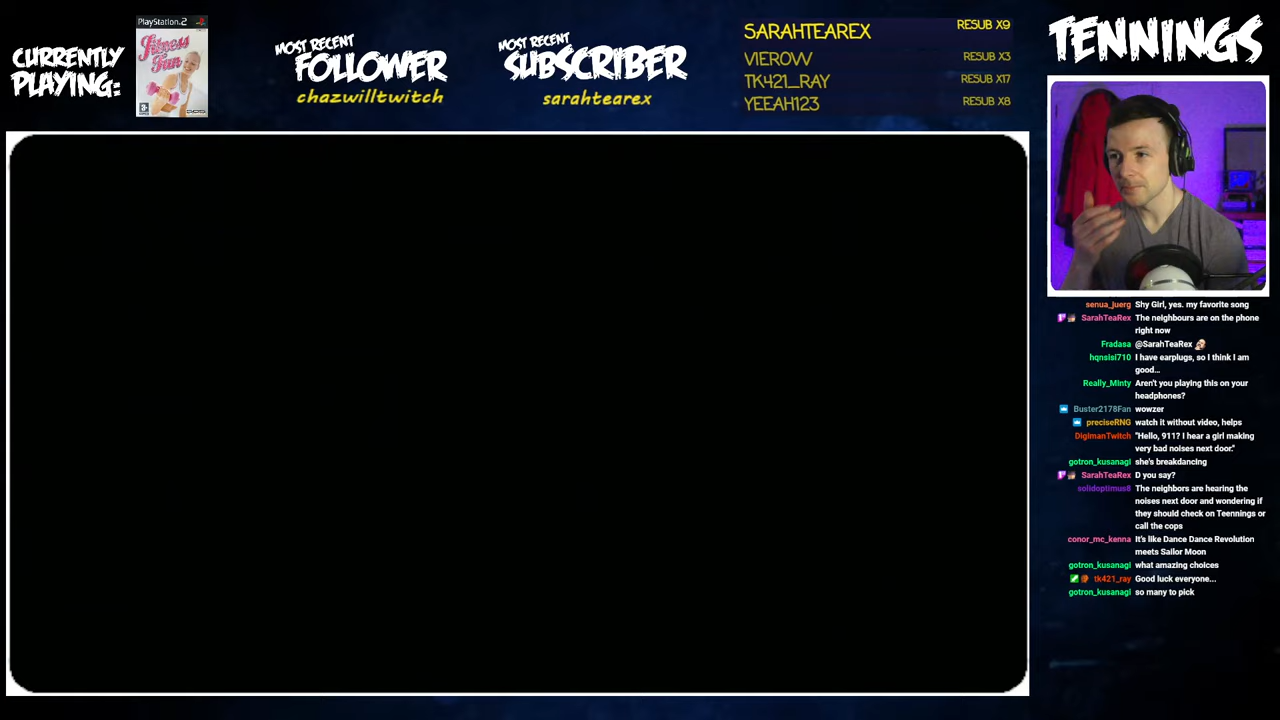 CURRENTLY
PLAYING:
PlayStation 2
Fitness
Fun
MOST RECENT
FOLLOWER
chazwilltwitch
MOST RECENT
SUBSCRIBER
sarahtearex
SARAHTEAREX RESUB X9
VIEROW RESUB X3
TK421_RAY RESUB X17
YEEAH123 RESUB X8
TENNINGS
senua_juerg Shy Girl, yes. my favorite song
SarahTeaRex The neighbours are on the phone
right now
Fradasa @SarahTeaRex
hqnsisi710 I have earplugs, so I think I am
good...
Really_Minty Aren't you playing this on your
headphones?
Buster2178Fan wowzer
preciseRNG watch it without video, helps
DigimanTwitch "Hello, 911? I hear a girl making
very bad noises next door."
gotron_kusanagi she's breakdancing
SarahTeaRex D you say?
solidoptimus8 The neighbors are hearing the
noises next door and wondering if
they should check on Teennings or
call the cops
conor_mc_kenna It's like Dance Dance Revolution
meets Sailor Moon
gotron_kusanagi what amazing choices
tk421_ray Good luck everyone...
gotron_kusanagi so many to pick